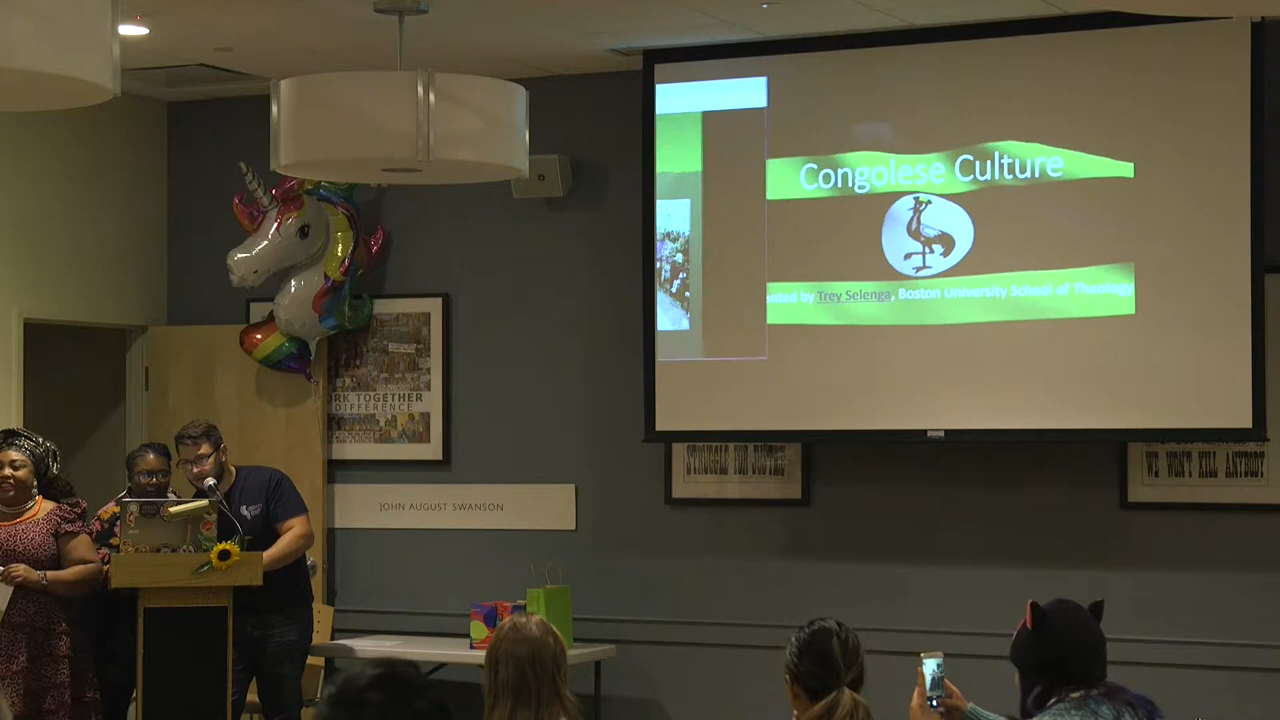 Congolese Culture
nted by Trey Selenga, Boston University School of Theology
ORK TOGETHER
DIFFERENCE
JOHN AUGUST SWANSON
STRUGGLE FOR JUSTICE
WE WON'T KILL ANYBODY